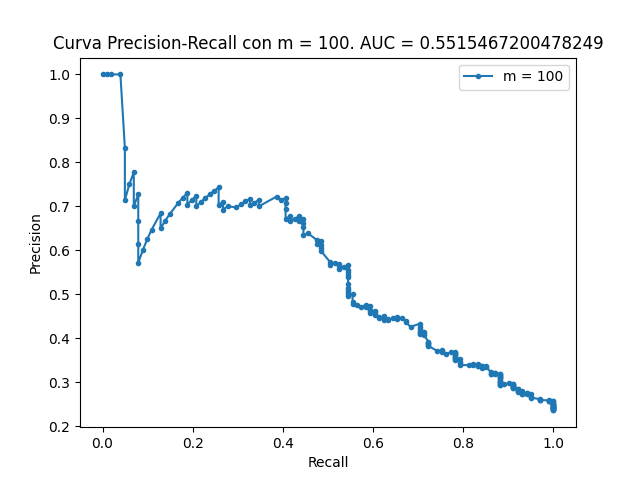 Curva Precision-Recall con m = 100. AUC = 0.5515467200478249
m = 100
Precision
1.0
0.9
0.8
0.7
0.6
0.5
0.4
0.3
0.2
0.0 0.2 0.4 0.6 0.8 1.0
Recall